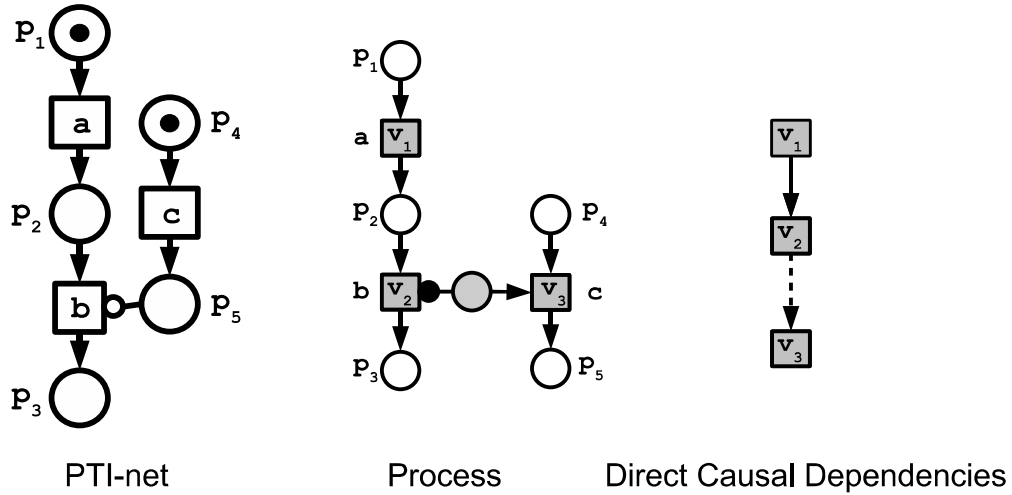 p₁
a
p₄
p₂
c
b
p₅
p₃
PTI-net
p₁
a v₁
p₂ p₄
b v₂ v₃ c
p₃ p₅
Process
v₁
v₂
v₃
Direct Causal Dependencies